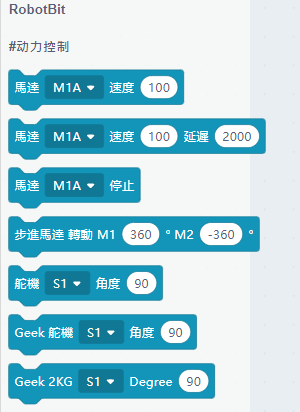 RobotBit
#动力控制
馬達 M1A 速度 100
馬達 M1A 速度 100 延遲 2000
馬達 M1A 停止
步進馬達 轉動 M1 360 ° M2 -360 °
舵機 S1 角度 90
Geek 舵機 S1 角度 90
Geek 2KG S1 Degree 90